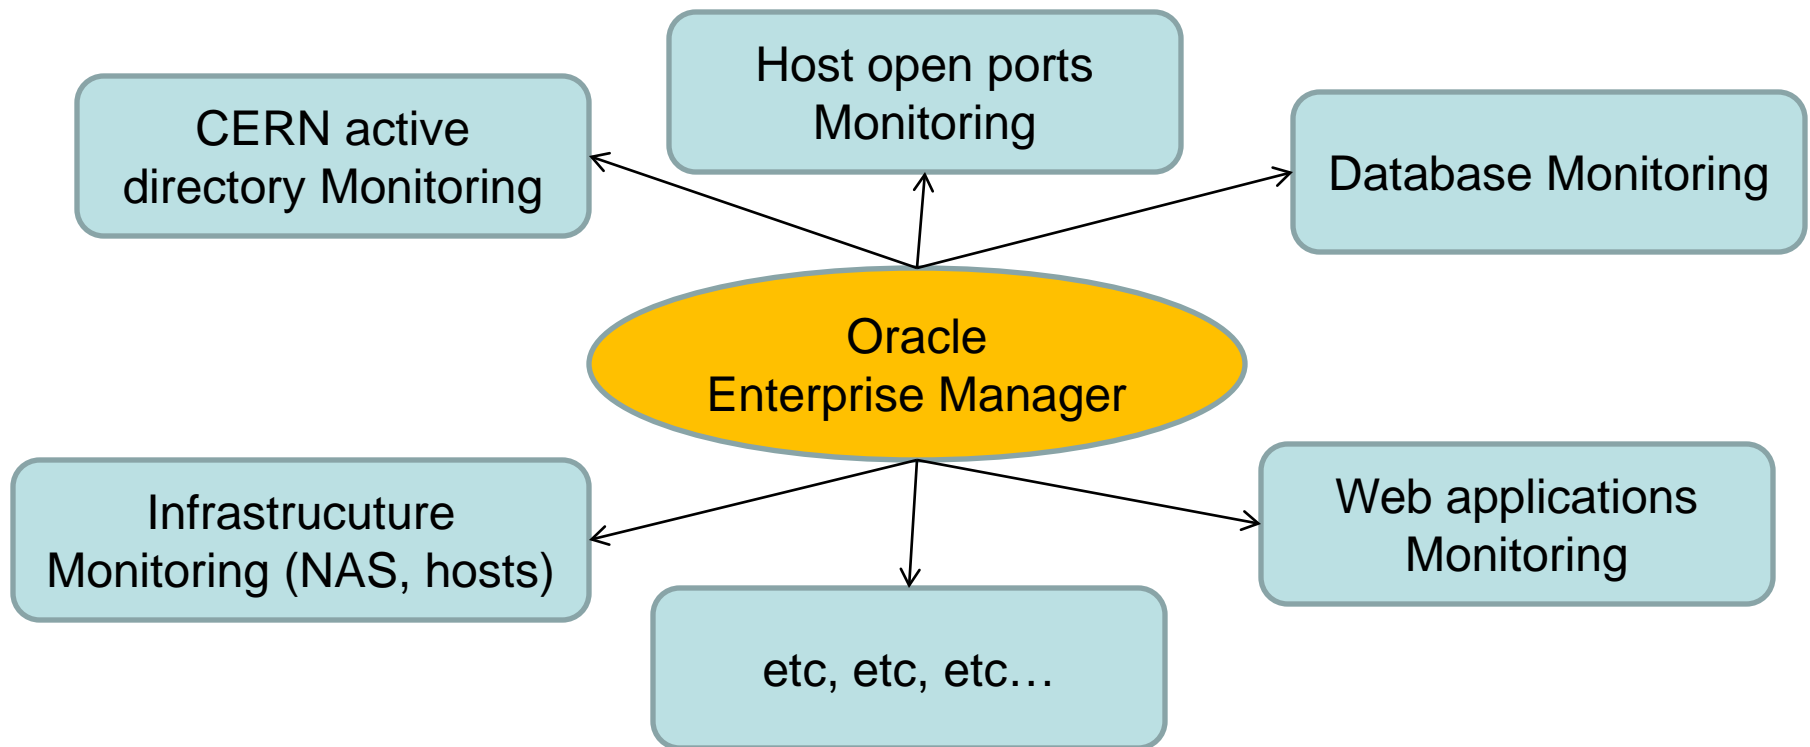 Host open ports
Monitoring
CERN active
directory Monitoring
Database Monitoring
Oracle
Enterprise Manager
Infrastrucuture
Monitoring (NAS, hosts)
Web applications
Monitoring
etc, etc, etc…